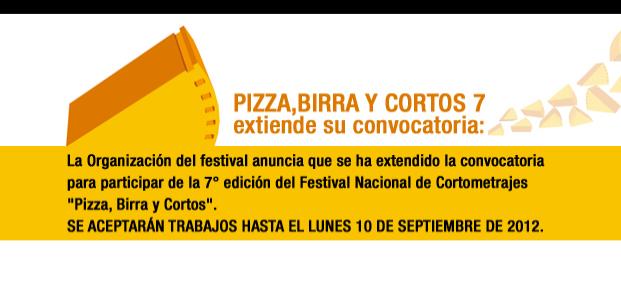 PIZZA,BIRRA Y CORTOS 7
extiende su convocatoria:
La Organización del festival anuncia que se ha extendido la convocatoria
para participar de la 7° edición del Festival Nacional de Cortometrajes
"Pizza, Birra y Cortos".
SE ACEPTARÁN TRABAJOS HASTA EL LUNES 10 DE SEPTIEMBRE DE 2012.